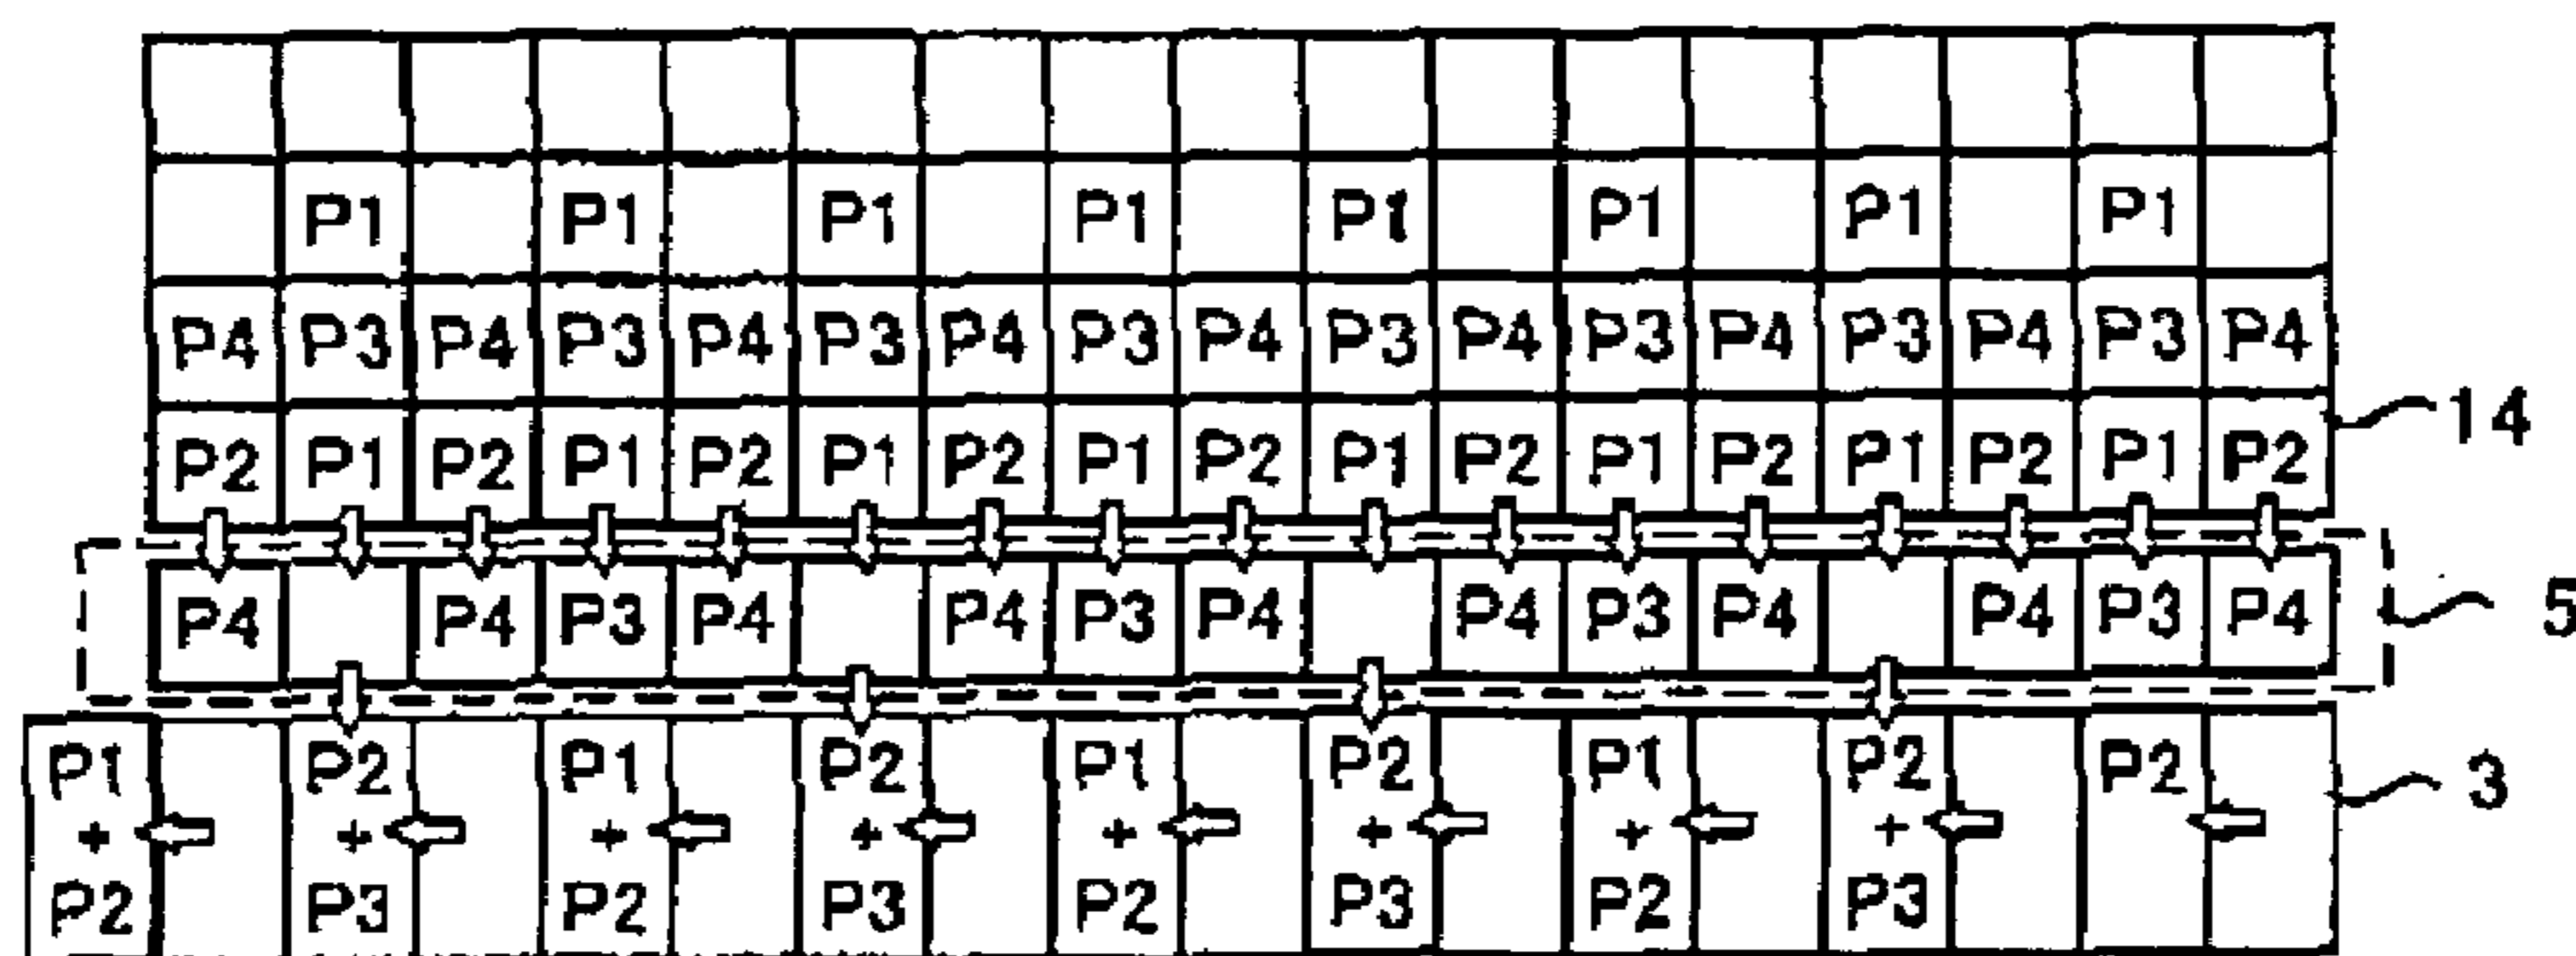 P1 P1 P1 P1 P1 P1 P1 P1
P4 P3 P4 P3 P4 P3 P4 P3 P4 P3 P4 P3 P4 P3 P4 P3 P4
P2 P1 P2 P1 P2 P1 P2 P1 P2 P1 P2 P1 P2 P1 P2 P1 P2 14
P4 P4 P3 P4 P4 P3 P4 P4 P3 P4 P4 P3 P4 5
P1 P2 P1 P2 P1 P2 P1 P2 P2 3
+ + + + + + + +
P2 P3 P2 P3 P2 P3 P2 P3